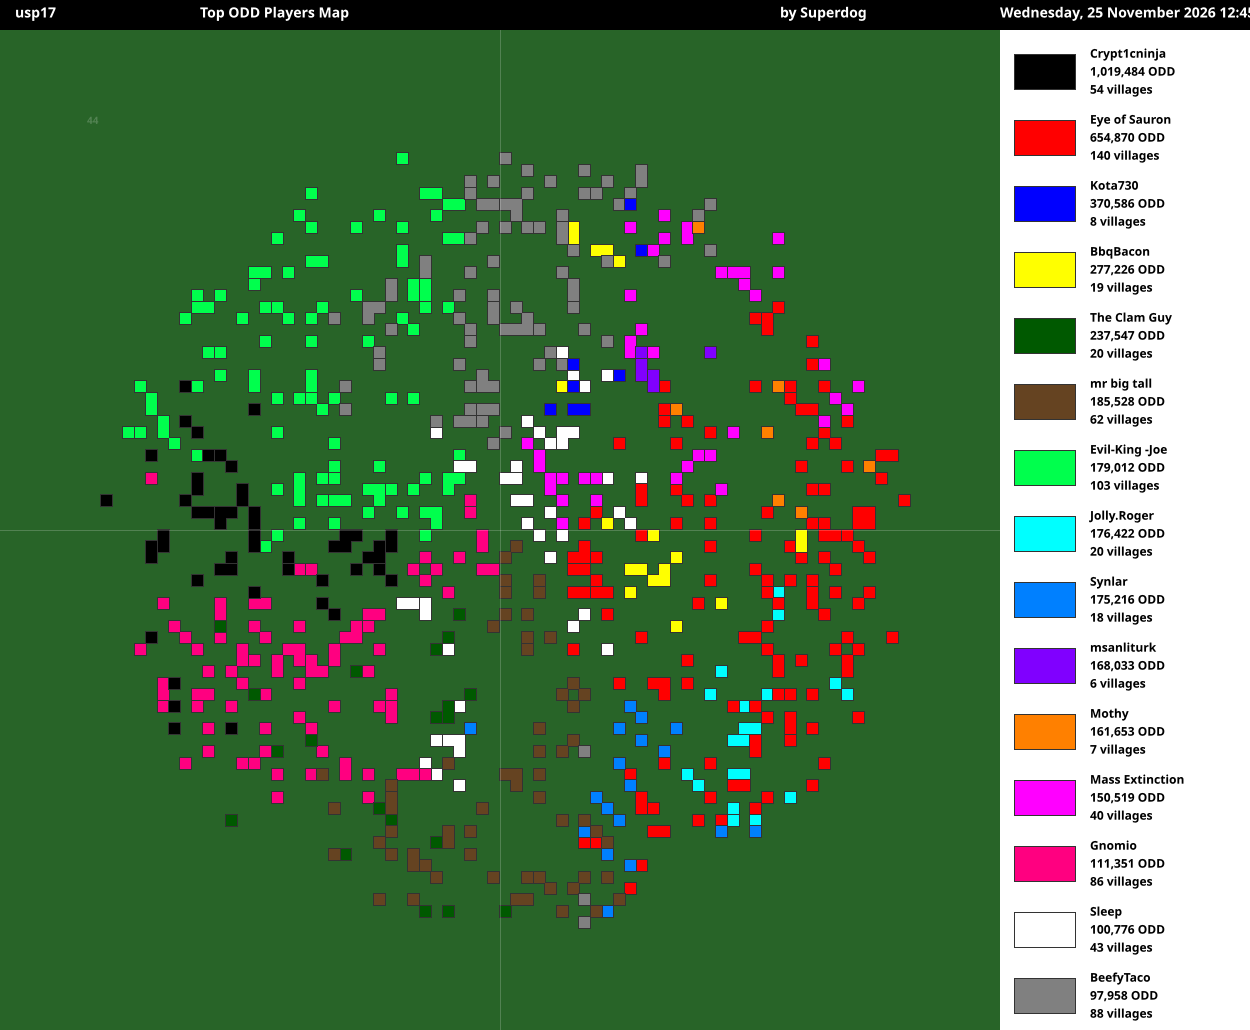 usp17
Top ODD Players Map
by Superdog
Wednesday, 25 November 2026
44
Crypt1cninja
1,019,484 ODD
54 villages
Eye of Sauron
654,870 ODD
140 villages
Kota730
370,586 ODD
8 villages
BbqBacon
277,226 ODD
19 villages
The Clam Guy
237,547 ODD
20 villages
mr big tall
185,528 ODD
62 villages
Evil-King -Joe
179,012 ODD
103 villages
Jolly.Roger
176,422 ODD
20 villages
Synlar
175,216 ODD
18 villages
msanliturk
168,033 ODD
6 villages
Mothy
161,653 ODD
7 villages
Mass Extinction
150,519 ODD
40 villages
Gnomio
111,351 ODD
86 villages
Sleep
100,776 ODD
43 villages
BeefyTaco
97,958 ODD
88 villages